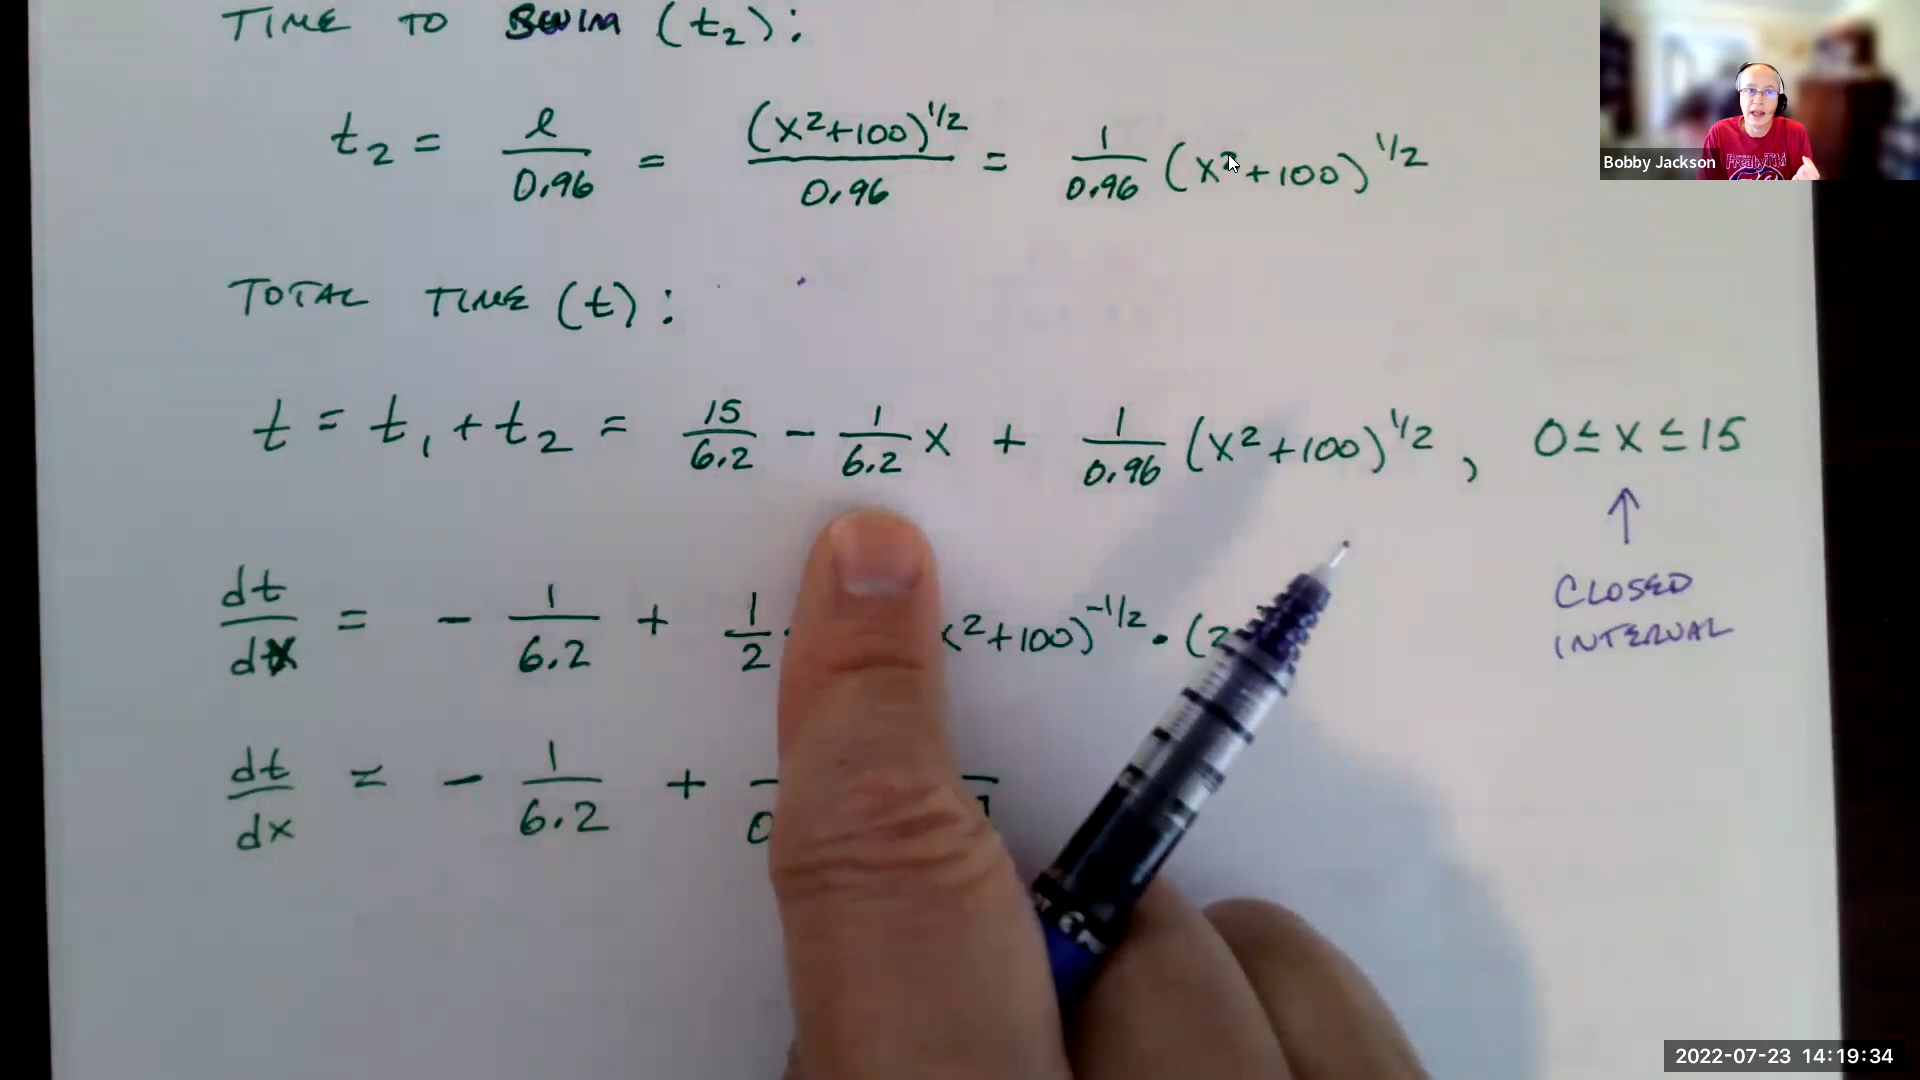 TIME TO SWIM (t₂):
t₂ = l/0.96 = (x²+100)^1/2 / 0.96 = 1/0.96 (x²+100)^1/2
TOTAL TIME (t):
t = t₁ + t₂ = 15/6.2 - 1/6.2 x + 1/0.96 (x²+100)^1/2 , 0 ≤ x ≤ 15
↑
CLOSED
INTERVAL
dt/dx = - 1/6.2 + 1/2 · x²+100)^-1/2 · (2
dt/dx = - 1/6.2 +
Bobby Jackson
2022-07-23 14:19:34